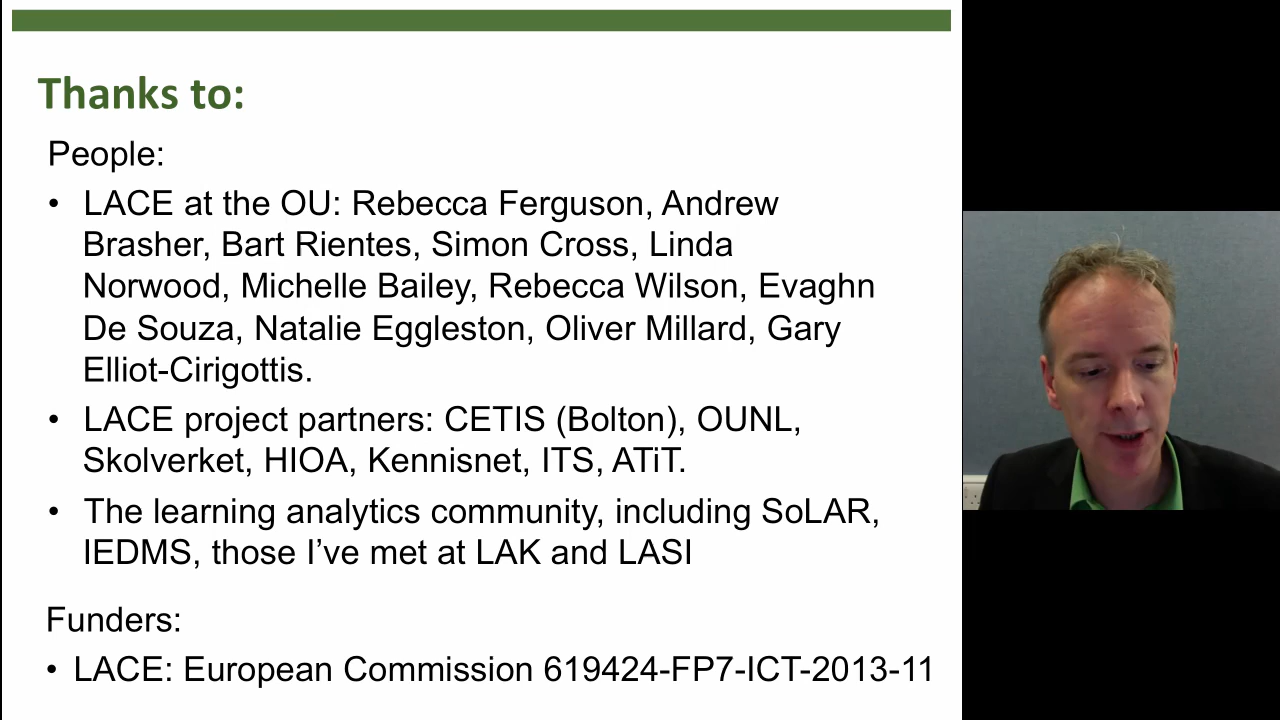 Thanks to:
People:
• LACE at the OU: Rebecca Ferguson, Andrew
Brasher, Bart Rientes, Simon Cross, Linda
Norwood, Michelle Bailey, Rebecca Wilson, Evaghn
De Souza, Natalie Eggleston, Oliver Millard, Gary
Elliot-Cirigottis.
• LACE project partners: CETIS (Bolton), OUNL,
Skolverket, HIOA, Kennisnet, ITS, ATiT.
• The learning analytics community, including SoLAR,
IEDMS, those I’ve met at LAK and LASI
Funders:
• LACE: European Commission 619424-FP7-ICT-2013-11